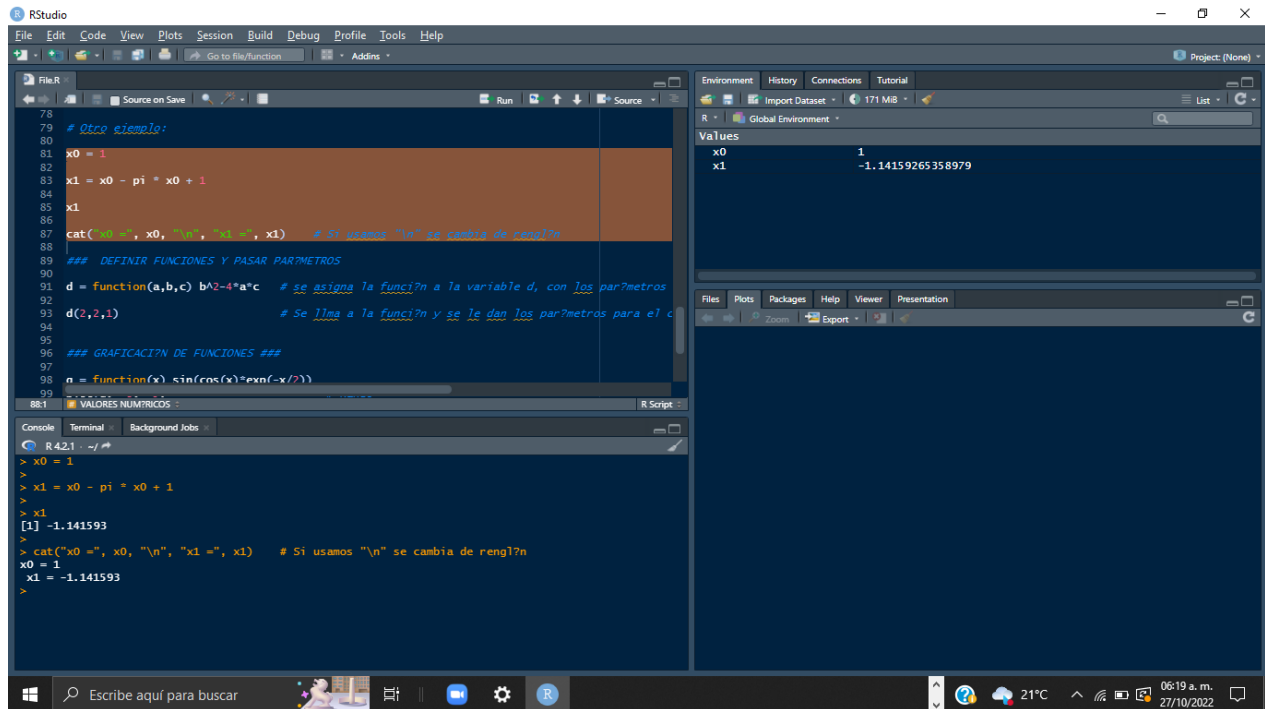 RStudio
File Edit Code View Plots Session Build Debug Profile Tools Help
Go to file/function Addins Project: (None)
File.R
Source on Save Run Source
78
79 # Otro ejemplo:
80
81 x0 = 1
82
83 x1 = x0 - pi * x0 + 1
84
85 x1
86
87 cat("x0 =", x0, "\n", "x1 =", x1) # Si usamos "\n" se cambia de rengl?n
88
89 ### DEFINIR FUNCIONES Y PASAR PAR?METROS
90
91 d = function(a,b,c) b^2-4*a*c # se asigna la funci?n a la variable d, con los par?metros
92
93 d(2,2,1) # Se llma a la funci?n y se le dan los par?metros para el c
94
95
96 ### GRAFICACI?N DE FUNCIONES ###
97
98 g = function(x) sin(cos(x)*exp(-x/2))
99
88:1 VALORES NUM?RICOS R Script
Console Terminal Background Jobs
R 4.2.1 · ~/
> x0 = 1
>
> x1 = x0 - pi * x0 + 1
>
> x1
[1] -1.141593
>
> cat("x0 =", x0, "\n", "x1 =", x1) # Si usamos "\n" se cambia de rengl?n
x0 = 1
x1 = -1.141593
>
Environment History Connections Tutorial
Import Dataset 171 MiB List
R Global Environment
Values
x0 1
x1 -1.14159265358979
Files Plots Packages Help Viewer Presentation
Zoom Export
Escribe aquí para buscar
R
21°C
06:19 a. m.
27/10/2022